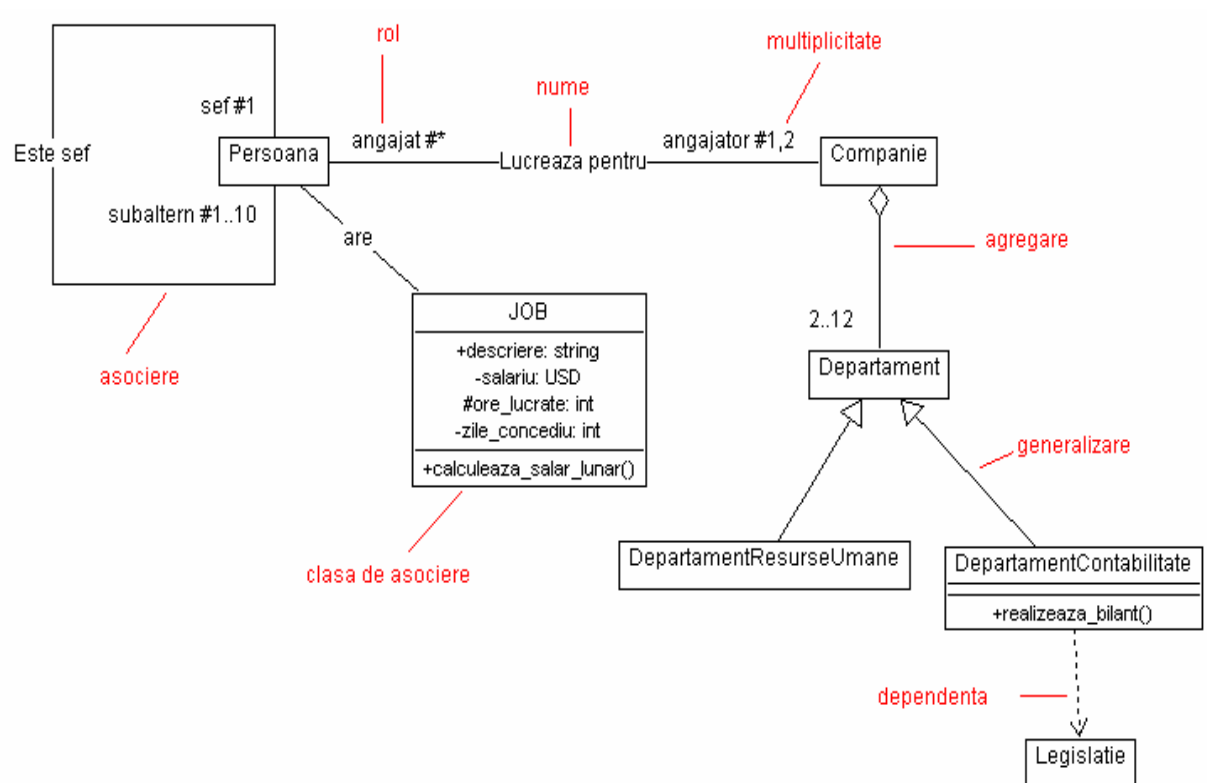 rol
multiplicitate
nume
sef #1
angajat #*
angajator #1,2
Este sef
Persoana
Lucreaza pentru
Companie
subaltern #1..10
are
agregare
JOB
2..12
+descriere: string
-salariu: USD
#ore_lucrate: int
-zile_concediu: int
+calculeaza_salar_lunar()
asociere
Departament
generalizare
clasa de asociere
DepartamentResurseUmane
DepartamentContabilitate
+realizeaza_bilant()
dependenta
Legislatie